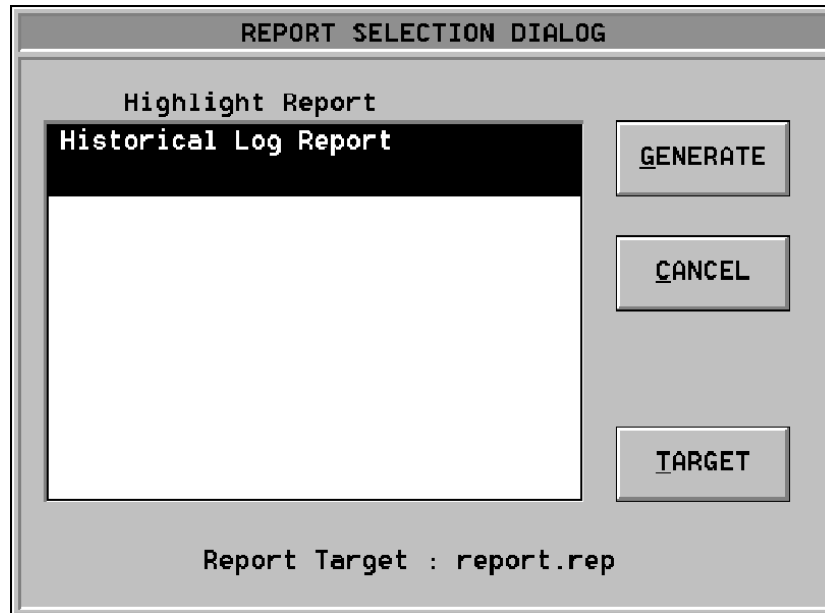 REPORT SELECTION DIALOG
Highlight Report
Historical Log Report
GENERATE
CANCEL
TARGET
Report Target : report.rep